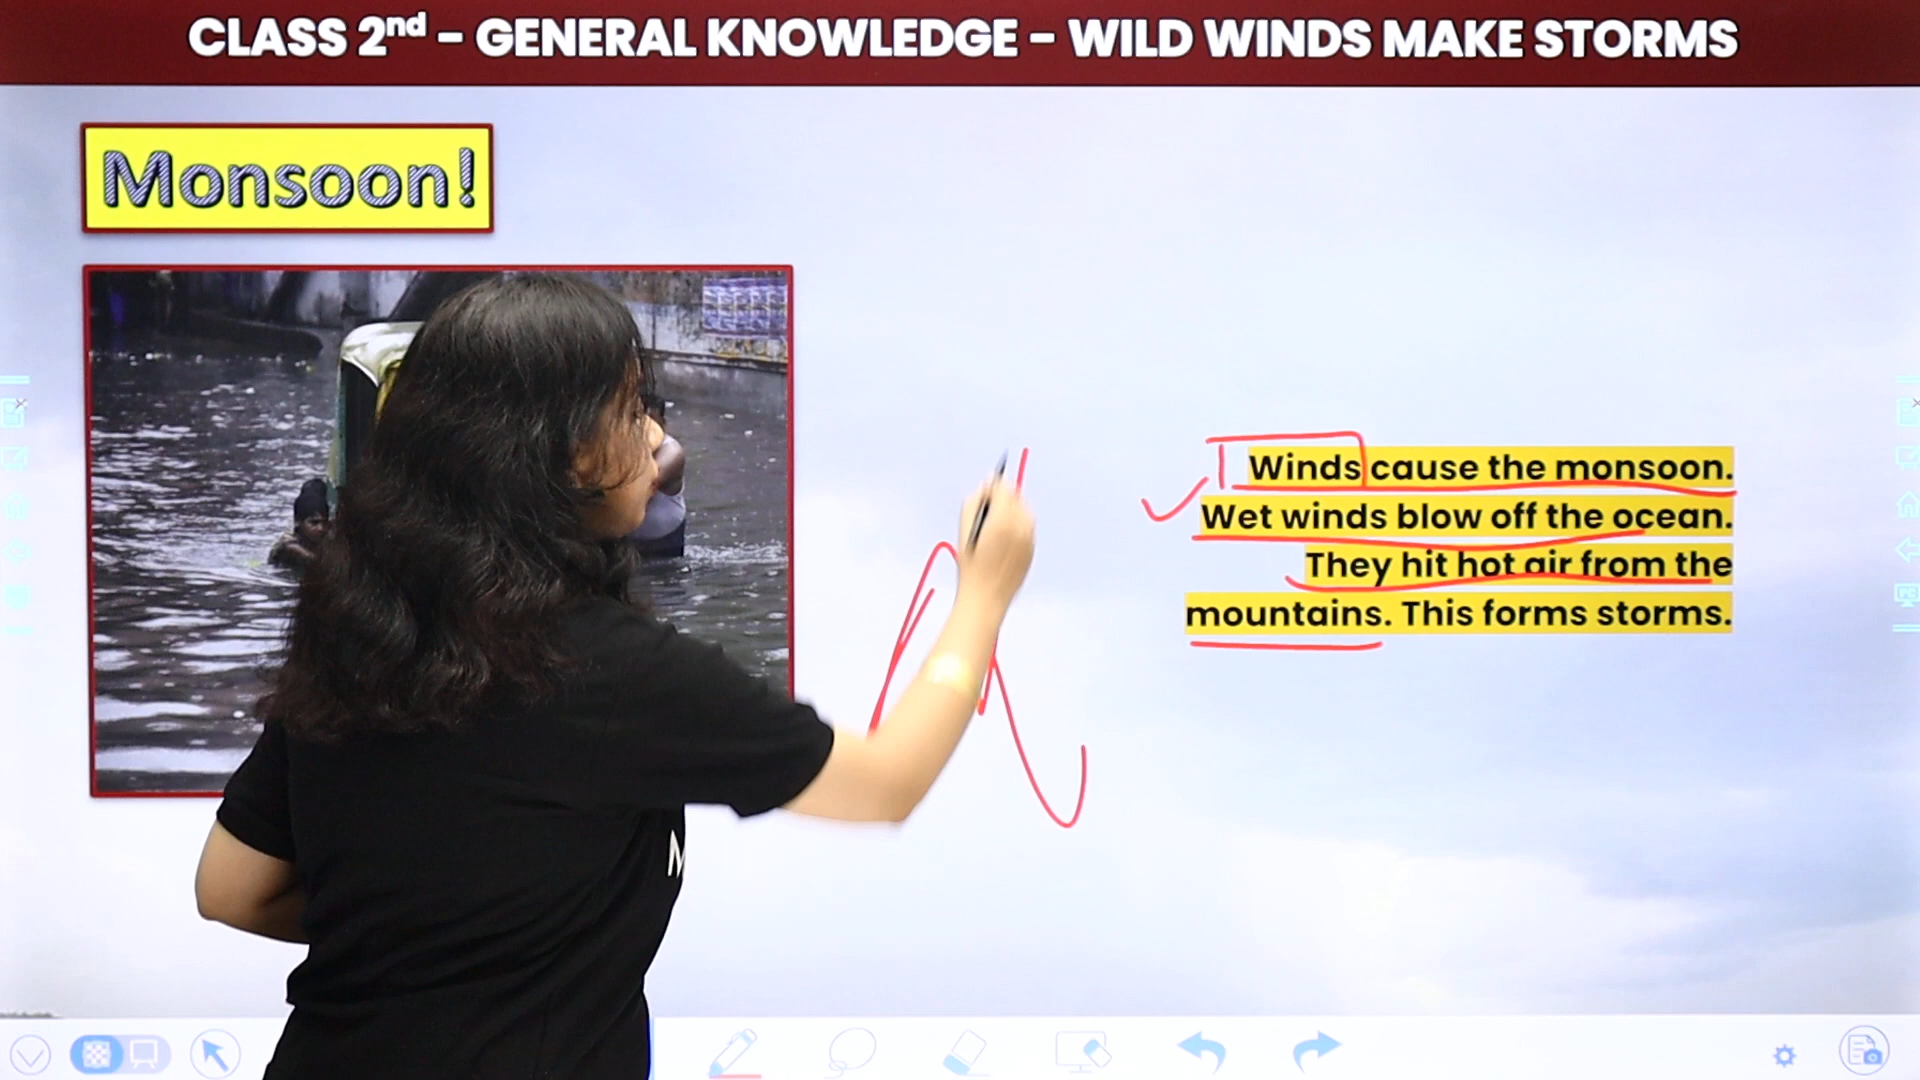 CLASS 2nd – GENERAL KNOWLEDGE – WILD WINDS MAKE STORMS
Monsoon!
Winds cause the monsoon.
Wet winds blow off the ocean.
They hit hot air from the
mountains. This forms storms.
M